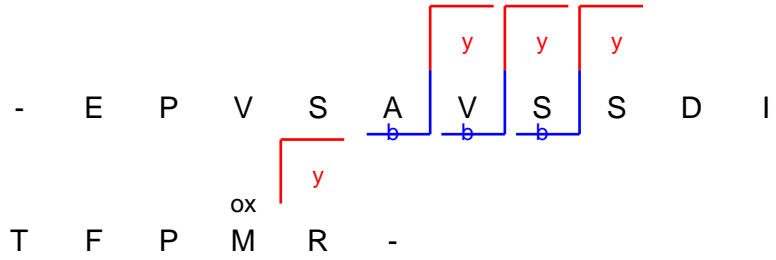 y y y
- E P V S A V S S D I
b b b
y
ox
T F P M R -